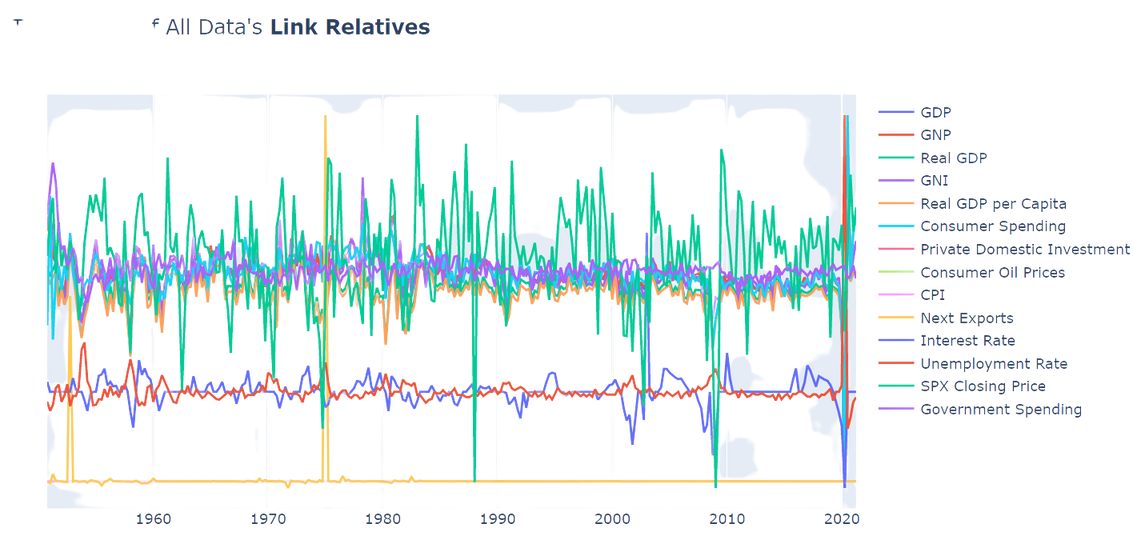 All Data's Link Relatives
GDP
GNP
Real GDP
GNI
Real GDP per Capita
Consumer Spending
Private Domestic Investment
Consumer Oil Prices
CPI
Next Exports
Interest Rate
Unemployment Rate
SPX Closing Price
Government Spending
1960 1970 1980 1990 2000 2010 2020